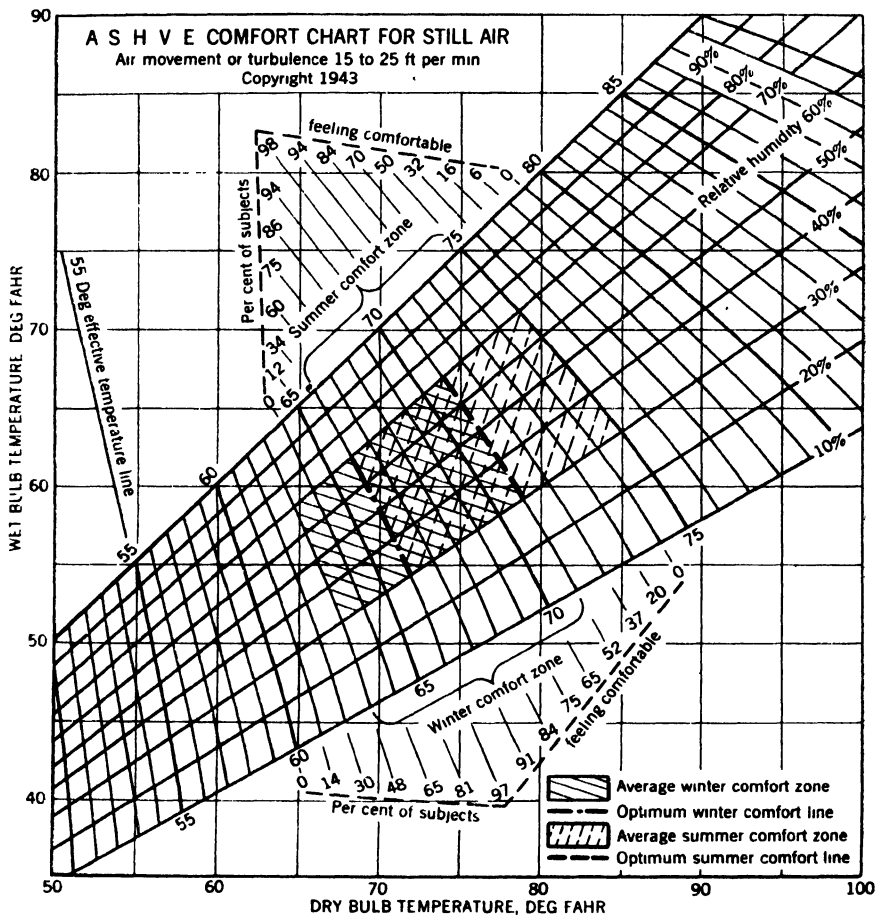 A S H V E COMFORT CHART FOR STILL AIR
Air movement or turbulence 15 to 25 ft per min
Copyright 1943
90
80
70
60
50
40
WET BULB TEMPERATURE DEG FAHR
50 60 70 80 90 100
DRY BULB TEMPERATURE, DEG FAHR
55 Deg effective temperature line
Per cent of subjects
feeling comfortable
98 94 84 70 50 32 16 6 0
94
86
75
60
34
12
0
Summer comfort zone
55
60
65
70
75
80
85
90%
80%
70%
Relative humidity 60%
50%
40%
30%
20%
10%
55
60
65
70
75
Winter comfort zone
0 14 30 48 65 81 97
91
84
75
65
52
37
20
0
Per cent of subjects
feeling comfortable
Average winter comfort zone
Optimum winter comfort line
Average summer comfort zone
Optimum summer comfort line